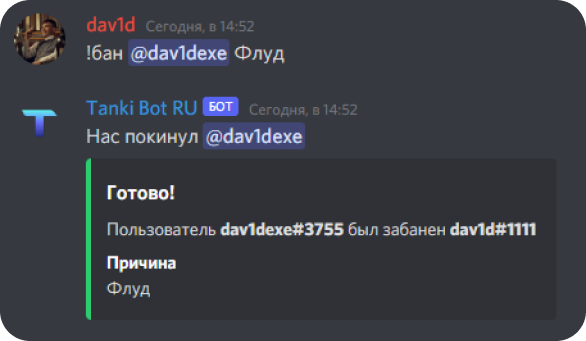 dav1d Сегодня, в 14:52
!бан @dav1dexe Флуд
Tanki Bot RU БОТ Сегодня, в 14:52
Нас покинул @dav1dexe
Готово!
Пользователь dav1dexe#3755 был забанен dav1d#1111
Причина
Флуд